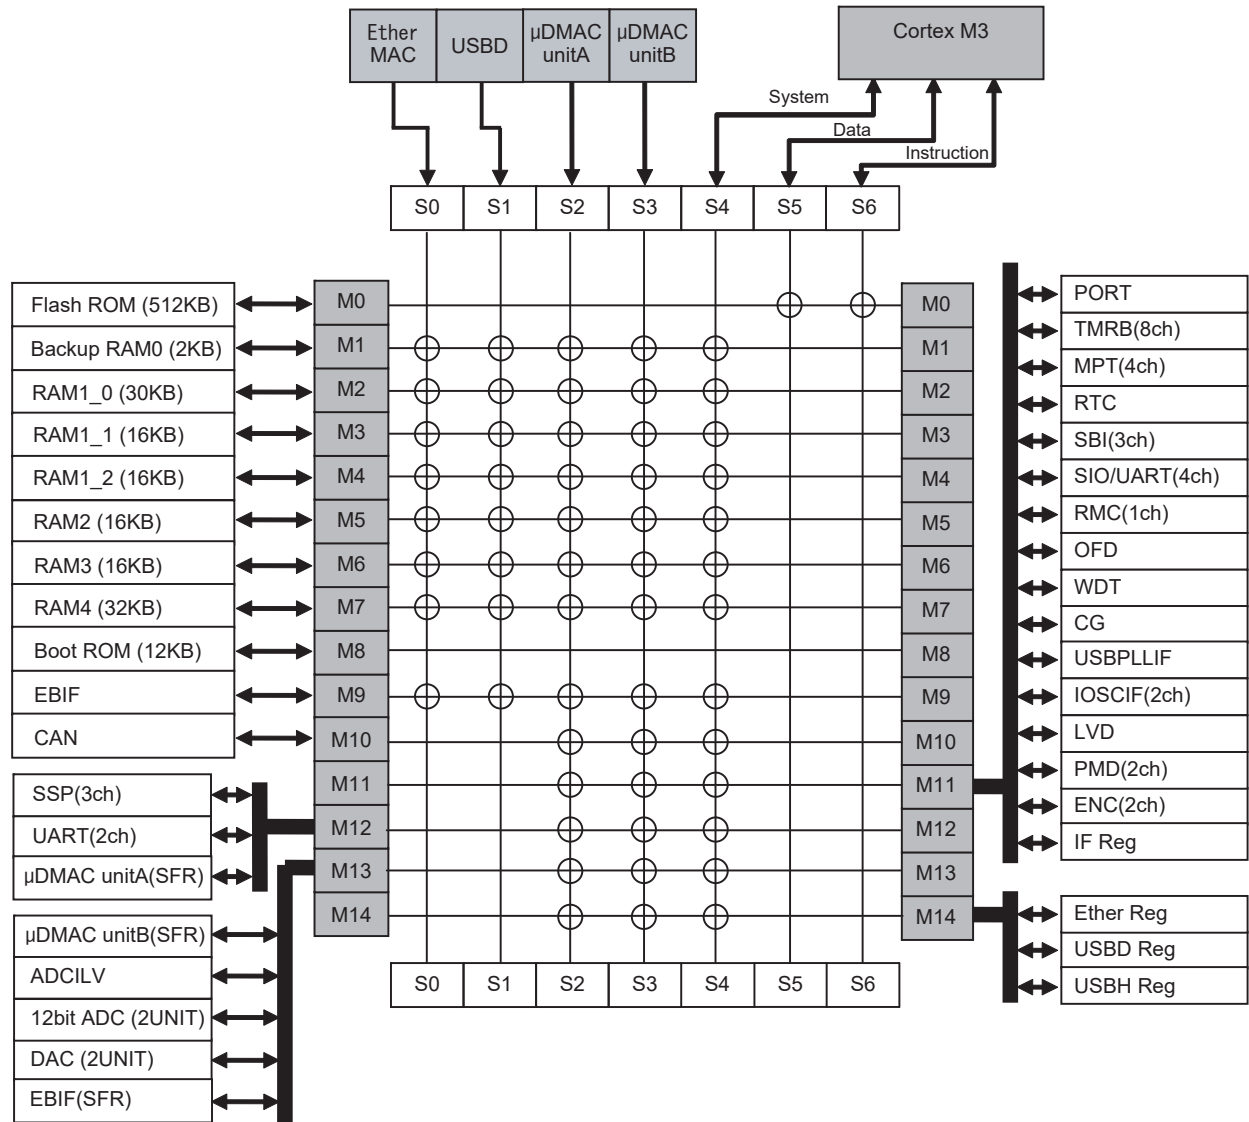 Ether
MAC
USBD
µDMAC
unitA
µDMAC
unitB
Cortex M3
System
Data
Instruction
S0
S1
S2
S3
S4
S5
S6
Flash ROM (512KB)
M0
M0
PORT
Backup RAM0 (2KB)
M1
M1
TMRB(8ch)
RAM1_0 (30KB)
M2
M2
MPT(4ch)
RAM1_1 (16KB)
M3
M3
RTC
RAM1_2 (16KB)
M4
M4
SBI(3ch)
RAM2 (16KB)
M5
M5
SIO/UART(4ch)
RAM3 (16KB)
M6
M6
RMC(1ch)
RAM4 (32KB)
M7
M7
OFD
Boot ROM (12KB)
M8
M8
WDT
EBIF
M9
M9
CG
CAN
M10
M10
USBPLLIF
M11
M11
IOSCIF(2ch)
SSP(3ch)
M12
M12
LVD
UART(2ch)
M13
M13
PMD(2ch)
µDMAC unitA(SFR)
M14
M14
ENC(2ch)
IF Reg
µDMAC unitB(SFR)
Ether Reg
ADCILV
USBD Reg
12bit ADC (2UNIT)
USBH Reg
DAC (2UNIT)
EBIF(SFR)
S0
S1
S2
S3
S4
S5
S6